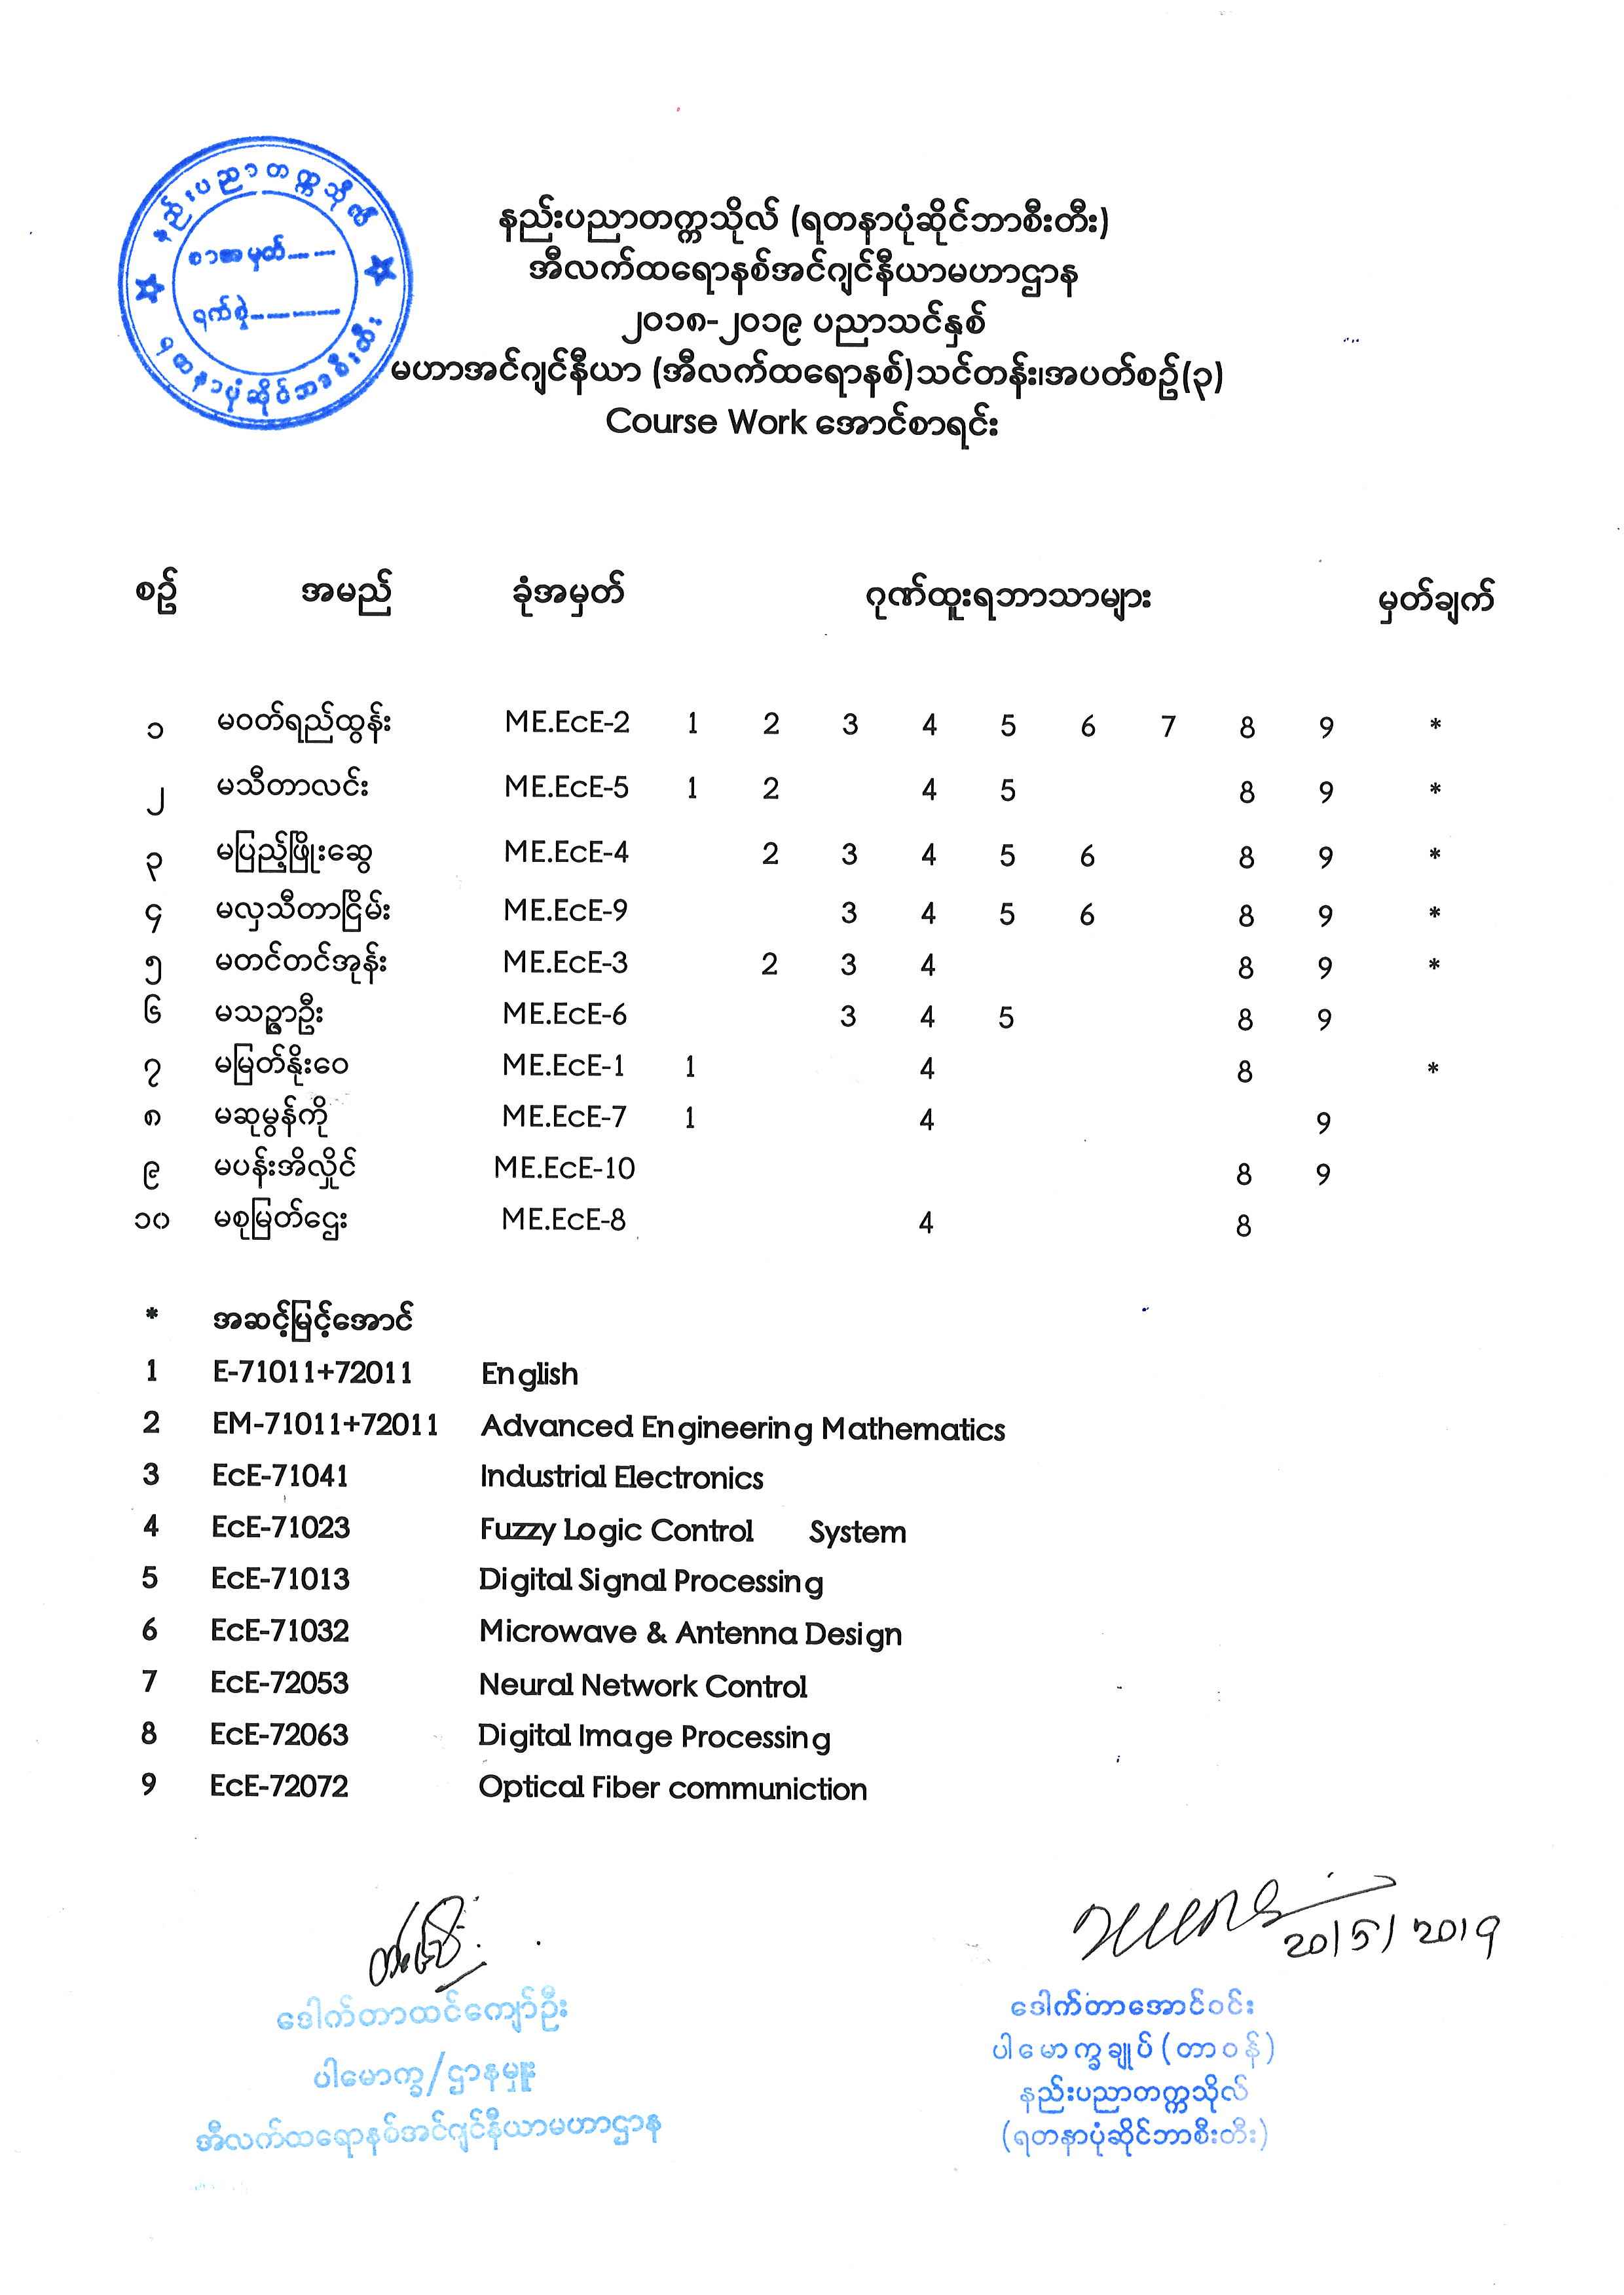 နည်းပညာတက္ကသိုလ်
စာအမှတ်
ရက်စွဲ
ရတနာပုံဆိုင်ဘာစီးတီး
နည်းပညာတက္ကသိုလ် (ရတနာပုံဆိုင်ဘာစီးတီး)
အီလက်ထရောနစ်အင်ဂျင်နီယာမဟာဌာန
၂၀၁၈-၂၀၁၉ ပညာသင်နှစ်
မဟာအင်ဂျင်နီယာ (အီလက်ထရောနစ်)သင်တန်း၊အပတ်စဥ်(၃)
Course Work အောင်စာရင်း
စဥ် အမည် ခုံအမှတ် ဂုဏ်ထူးရဘာသာများ မှတ်ချက်
၁ မဝတ်ရည်ထွန်း ME.EcE-2 1 2 3 4 5 6 7 8 9 *
၂ မသီတာလင်း ME.EcE-5 1 2 4 5 8 9 *
၃ မပြည့်ဖြိုးဆွေ ME.EcE-4 2 3 4 5 6 8 9 *
၄ မလှသီတာငြိမ်း ME.EcE-9 3 4 5 6 8 9 *
၅ မတင်တင်အုန်း ME.EcE-3 2 3 4 8 9 *
၆ မသဥ္ဇာဦး ME.EcE-6 3 4 5 8 9
၇ မမြတ်နိုးဝေ ME.EcE-1 1 4 8 *
၈ မဆုမွန်ကို ME.EcE-7 1 4 9
၉ မပန်းအိလှိုင် ME.EcE-10 8 9
၁၀ မစုမြတ်ဌေး ME.EcE-8 4 8
* အဆင့်မြင့်အောင်
1 E-71011+72011 English
2 EM-71011+72011 Advanced Engineering Mathematics
3 EcE-71041 Industrial Electronics
4 EcE-71023 Fuzzy Logic Control System
5 EcE-71013 Digital Signal Processing
6 EcE-71032 Microwave & Antenna Design
7 EcE-72053 Neural Network Control
8 EcE-72063 Digital Image Processing
9 EcE-72072 Optical Fiber communiction
20/5/2019
ဒေါက်တာထင်ကျော်ဦး
ပါမောက္ခ/ဌာနမှူး
အီလက်ထရောနစ်အင်ဂျင်နီယာမဟာဌာန
ဒေါက်တာအောင်ဝင်း
ပါမောက္ခချုပ်(တာဝန်)
နည်းပညာတက္ကသိုလ်
(ရတနာပုံဆိုင်ဘာစီးတီး)